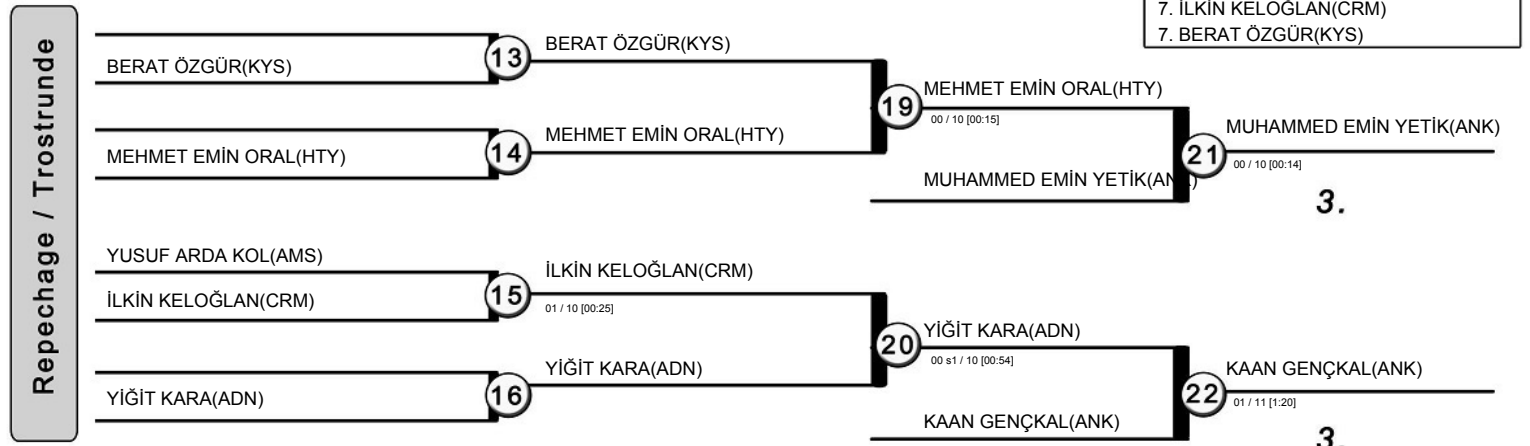 7. İLKİN KELOĞLAN(CRM)
7. BERAT ÖZGÜR(KYS)
Repechage / Trostrunde
BERAT ÖZGÜR(KYS)
13
BERAT ÖZGÜR(KYS)
MEHMET EMİN ORAL(HTY)
14
MEHMET EMİN ORAL(HTY)
19
MEHMET EMİN ORAL(HTY)
00 / 10 [00:15]
MUHAMMED EMİN YETİK(ANK)
21
MUHAMMED EMİN YETİK(ANK)
00 / 10 [00:14]
3.
YUSUF ARDA KOL(AMS)
İLKİN KELOĞLAN(CRM)
15
İLKİN KELOĞLAN(CRM)
01 / 10 [00:25]
YİĞİT KARA(ADN)
16
YİĞİT KARA(ADN)
20
YİĞİT KARA(ADN)
00 s1 / 10 [00:54]
KAAN GENÇKAL(ANK)
22
KAAN GENÇKAL(ANK)
01 / 11 [1:20]
3.